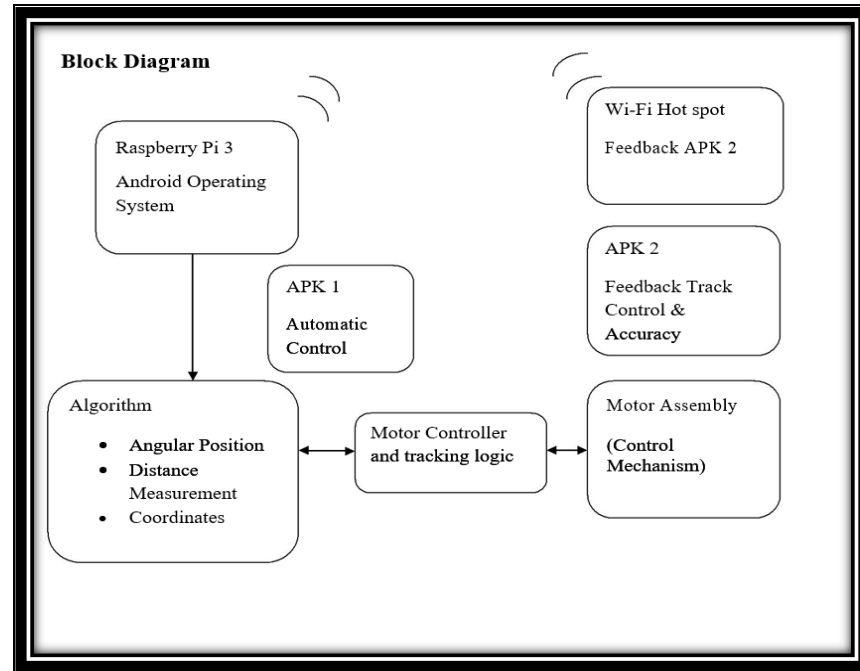 Block Diagram
Wi-Fi Hot spot
Feedback APK 2
Raspberry Pi 3
Android Operating
System
APK 2
Feedback Track
Control &
Accuracy
APK 1
Automatic
Control
Algorithm
• Angular Position
• Distance
Measurement
• Coordinates
Motor Controller
and tracking logic
Motor Assembly
(Control
Mechanism)